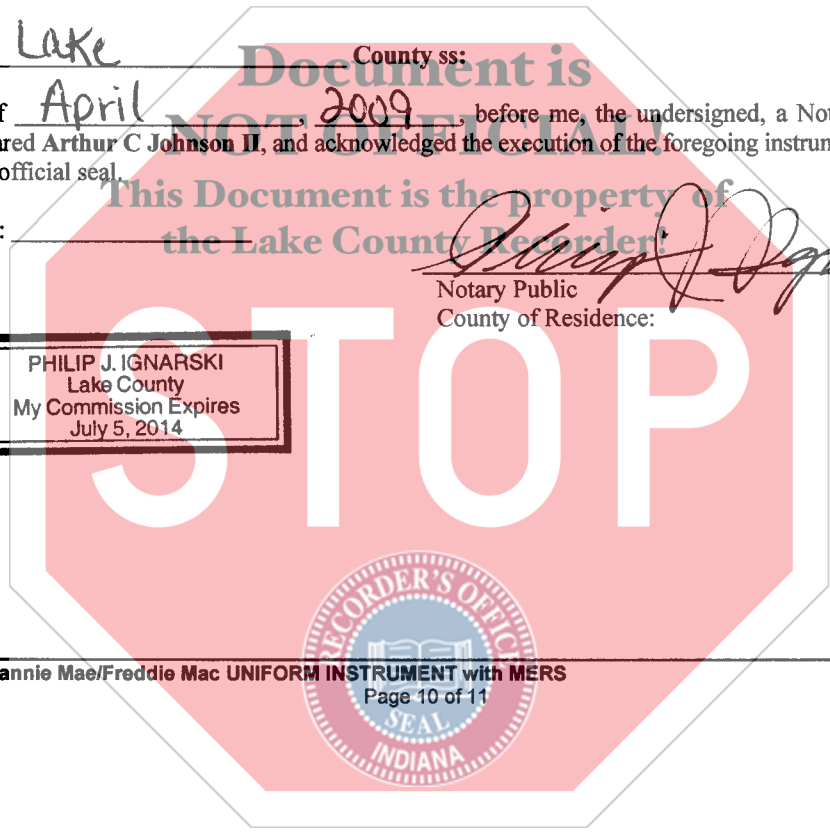 Lake County ss:
Document is
f April, 2009, before me, the undersigned, a Not
NOT OFFICIAL!
ared Arthur C Johnson II, and acknowledged the execution of the foregoing instrum
official seal.
This Document is the property of
the Lake County Recorder!
:
Notary Public
County of Residence:
PHILIP J. IGNARSKI
Lake County
My Commission Expires
July 5, 2014
STOP
RECORDER'S OFFICE
SEAL
INDIANA
annie Mae/Freddie Mac UNIFORM INSTRUMENT with MERS
Page 10 of 11